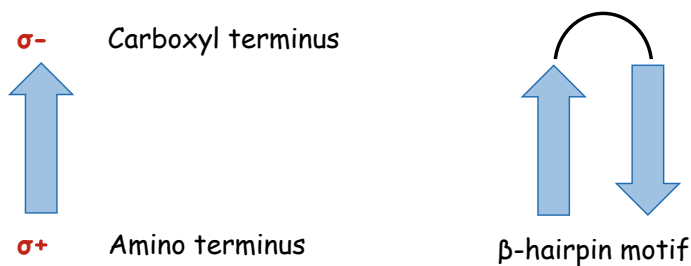 σ- Carboxyl terminus
σ+ Amino terminus
β-hairpin motif